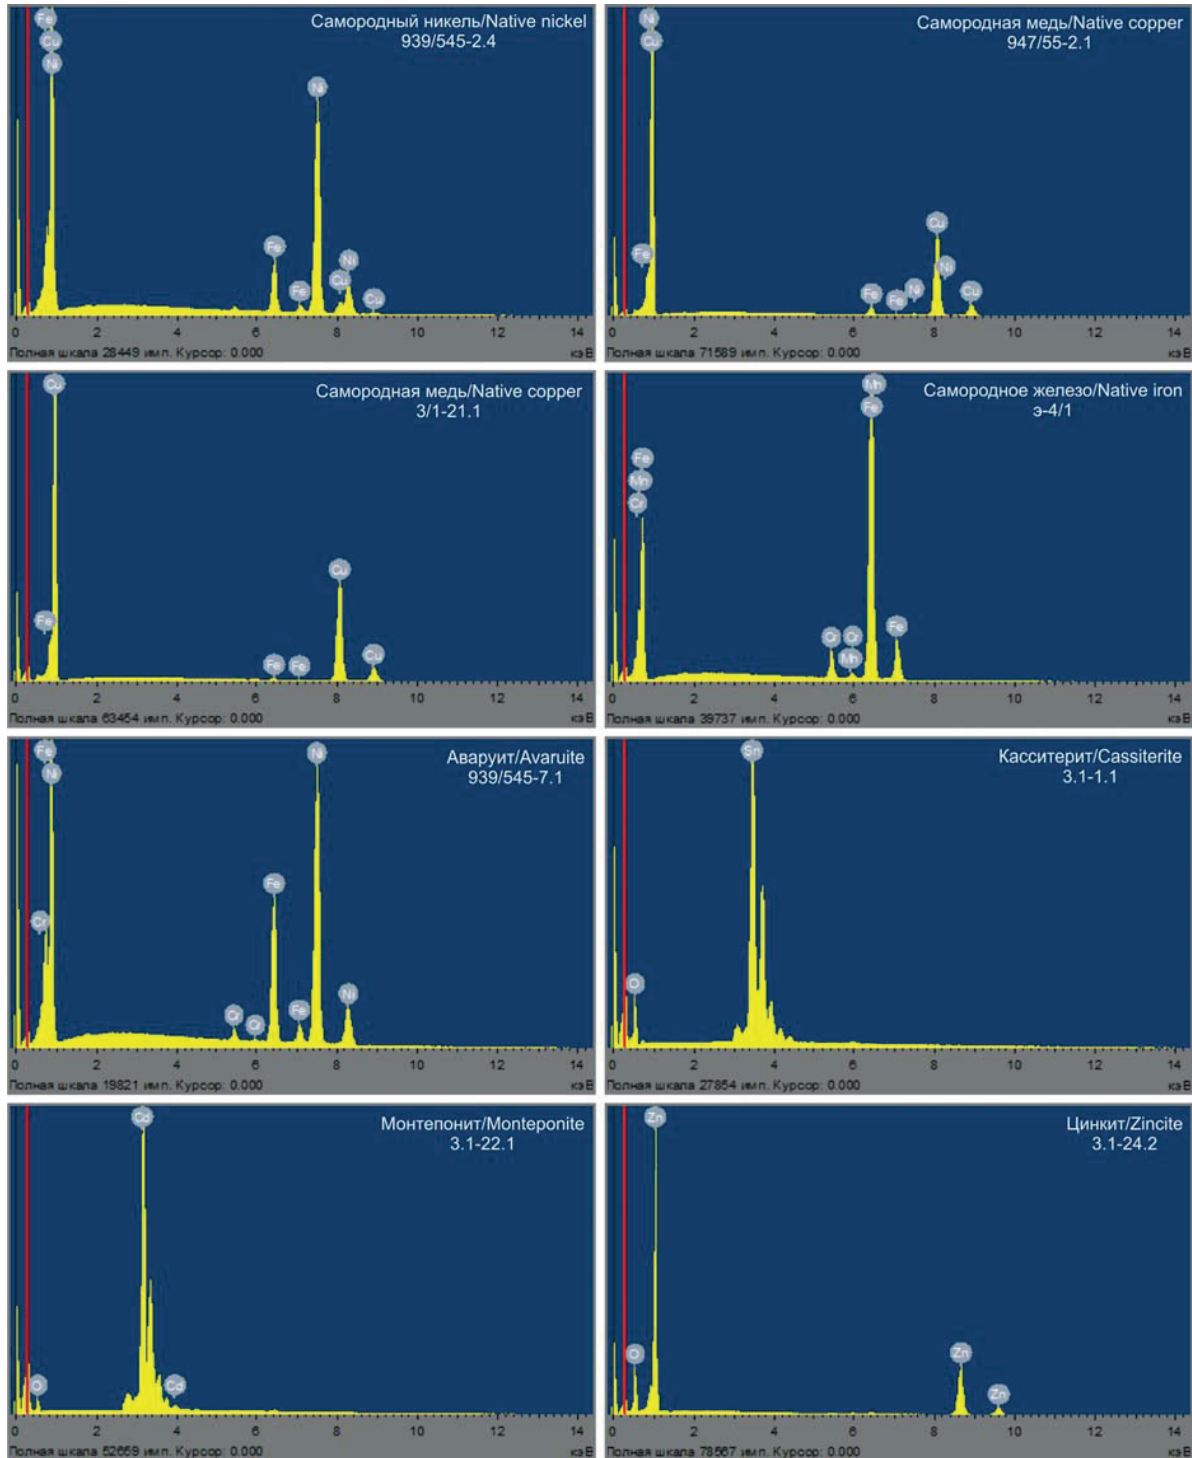 Самородный никель/Native nickel
939/545-2.4
Fe
Cu
Ni
Ni
Fe
Fe
Ni
Cu
Cu
0 2 4 6 8 10 12 14
Полная шкала 28449 имп. Курсор: 0.000 кэВ
Самородная медь/Native copper
947/55-2.1
Ni
Cu
Fe
Cu
Ni
Fe
Fe
Ni
Cu
0 2 4 6 8 10 12 14
Полная шкала 71589 имп. Курсор: 0.000 кэВ
Самородная медь/Native copper
3/1-21.1
Cu
Fe
Cu
Fe
Fe
Cu
0 2 4 6 8 10 12 14
Полная шкала 63454 имп. Курсор: 0.000 кэВ
Самородное железо/Native iron
э-4/1
Mn
Fe
Fe
Mn
Cr
Cr
Cr
Mn
Fe
0 2 4 6 8 10 12 14
Полная шкала 39737 имп. Курсор: 0.000 кэВ
Аваруит/Avaruite
939/545-7.1
Fe
Ni
Ni
Cr
Fe
Cr
Cr
Fe
Ni
0 2 4 6 8 10 12 14
Полная шкала 19821 имп. Курсор: 0.000 кэВ
Касситерит/Cassiterite
3.1-1.1
Sn
O
0 2 4 6 8 10 12 14
Полная шкала 27854 имп. Курсор: 0.000 кэВ
Монтепонит/Monteponite
3.1-22.1
Cd
O
Cd
0 2 4 6 8 10 12 14
Полная шкала 52659 имп. Курсор: 0.000 кэВ
Цинкит/Zincite
3.1-24.2
Zn
O
Zn
Zn
0 2 4 6 8 10 12 14
Полная шкала 78567 имп. Курсор: 0.000 кэВ